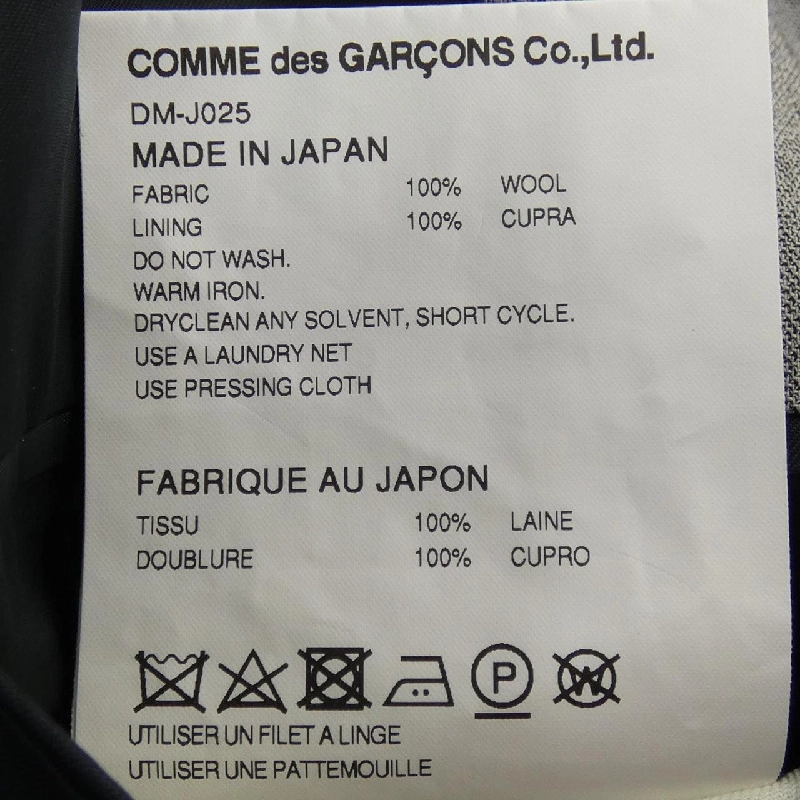 COMME des GARÇONS Co.,Ltd.
DM-J025
MADE IN JAPAN
FABRIC 100% WOOL
LINING 100% CUPRA
DO NOT WASH.
WARM IRON.
DRYCLEAN ANY SOLVENT, SHORT CYCLE.
USE A LAUNDRY NET
USE PRESSING CLOTH
FABRIQUE AU JAPON
TISSU 100% LAINE
DOUBLURE 100% CUPRO
P W
UTILISER UN FILET A LINGE
UTILISER UNE PATTEMOUILLE